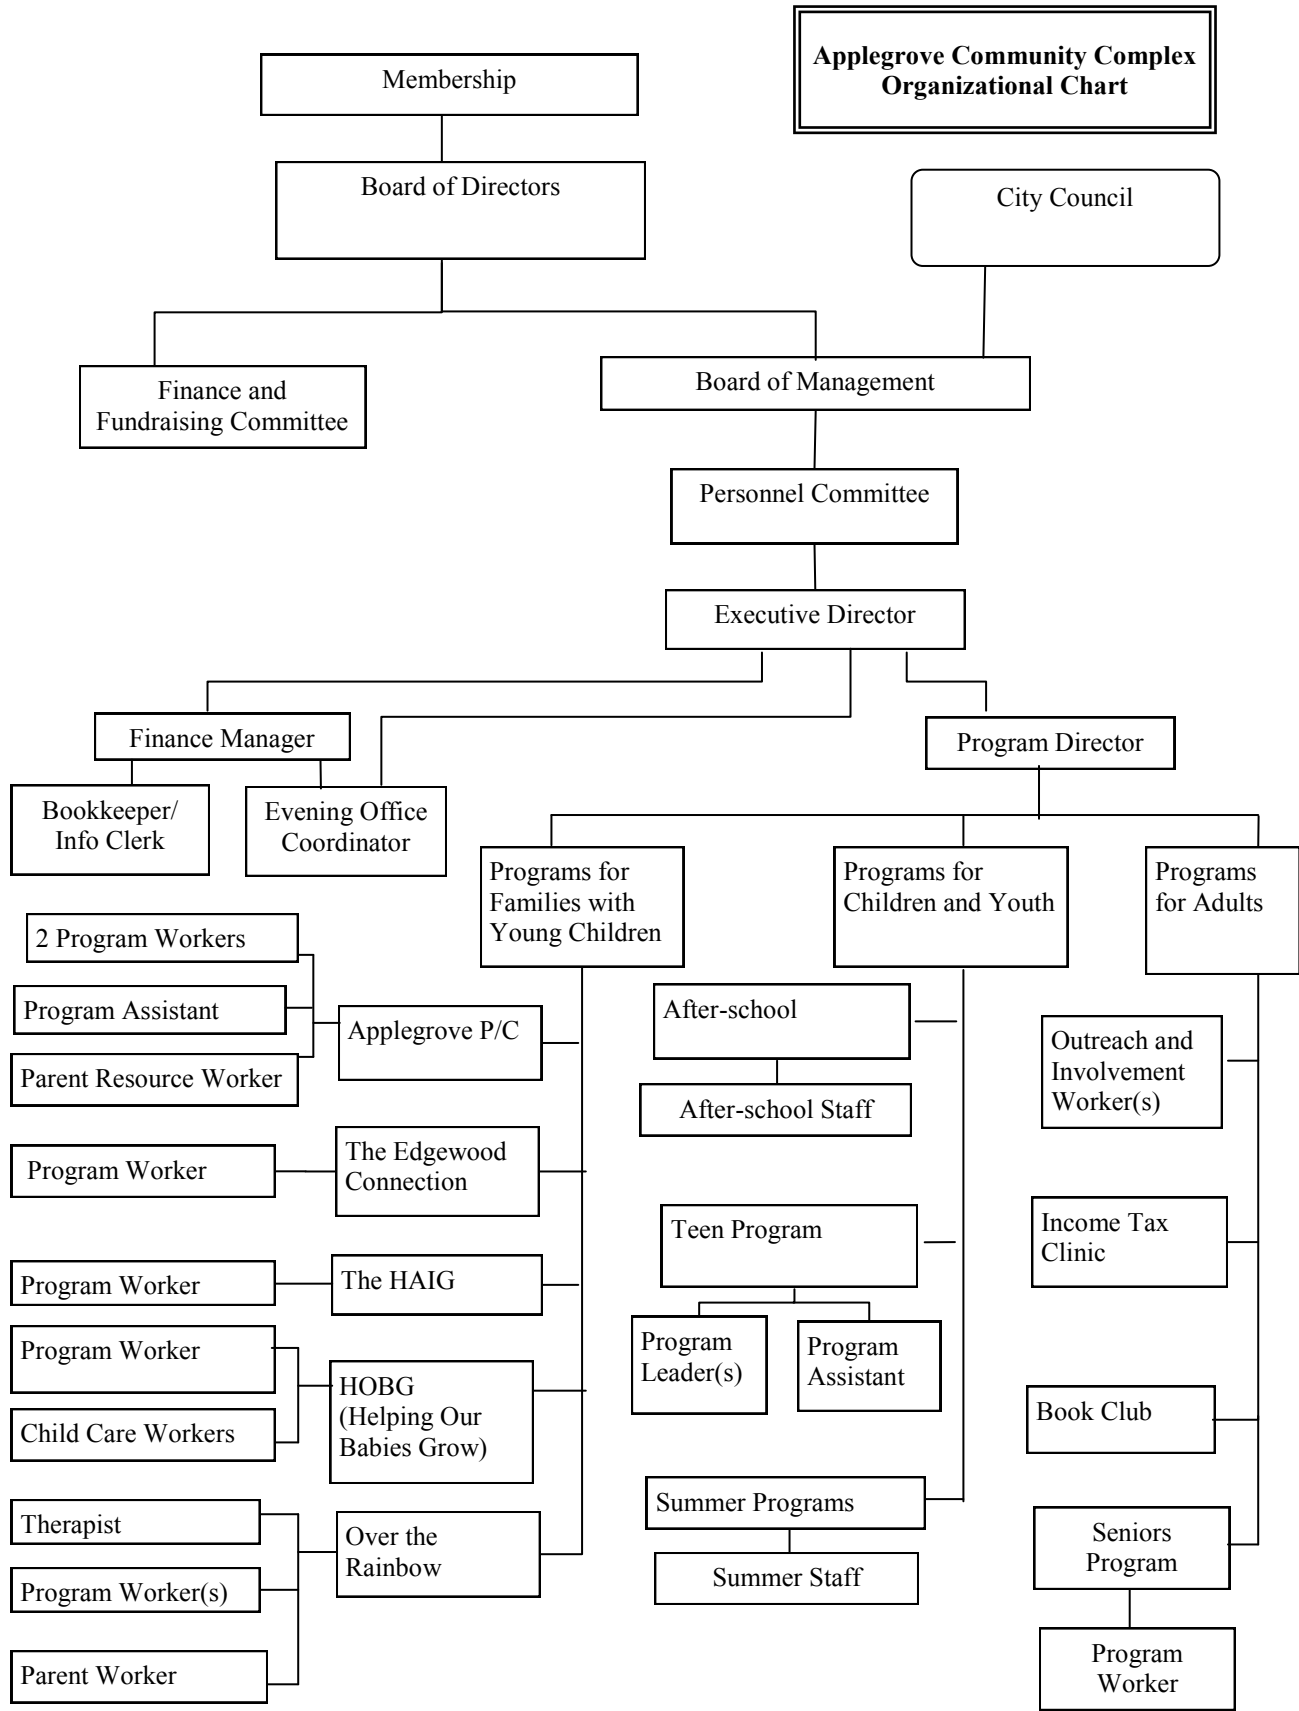 Applegrove Community Complex
Organizational Chart
Membership
Board of Directors
City Council
Finance and
Fundraising Committee
Board of Management
Personnel Committee
Executive Director
Finance Manager
Program Director
Bookkeeper/
Info Clerk
Evening Office
Coordinator
Programs for
Families with
Young Children
Programs for
Children and Youth
Programs
for Adults
2 Program Workers
Program Assistant
Parent Resource Worker
Applegrove P/C
Program Worker
The Edgewood
Connection
Program Worker
The HAIG
Program Worker
Child Care Workers
HOBG
(Helping Our
Babies Grow)
Therapist
Program Worker(s)
Parent Worker
Over the
Rainbow
After-school
After-school Staff
Teen Program
Program
Leader(s)
Program
Assistant
Summer Programs
Summer Staff
Outreach and
Involvement
Worker(s)
Income Tax
Clinic
Book Club
Seniors
Program
Program
Worker